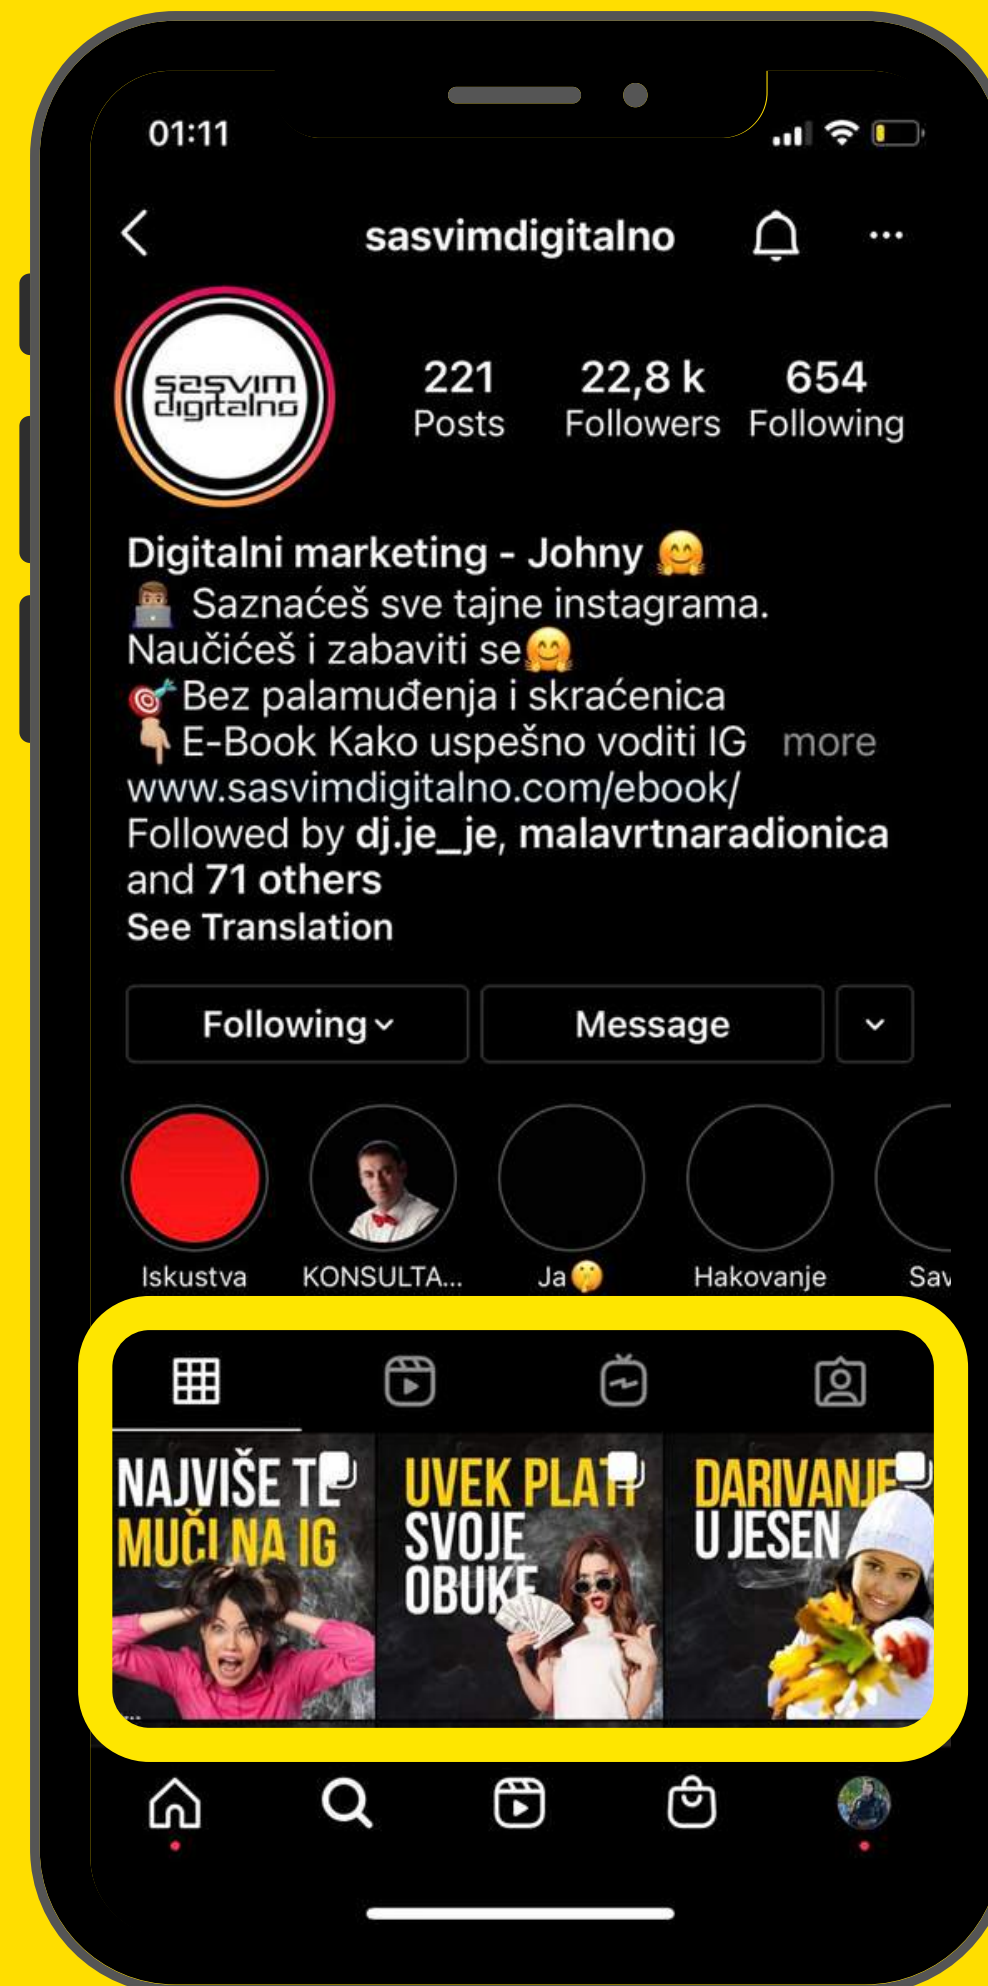 01:11
sasvimdigitalno
sasvim
digitalno
221 22,8 k 654
Posts Followers Following
Digitalni marketing - Johny 🤗
👨🏽‍💻 Saznaćeš sve tajne instagrama.
Naučićeš i zabaviti se🤗
🎯Bez palamuđenja i skraćenica
👇🏼E-Book Kako uspešno voditi IG more
www.sasvimdigitalno.com/ebook/
Followed by dj.je_je, malavrtnaradionica
and 71 others
See Translation
Following Message
Iskustva KONSULTA... Ja🤫 Hakovanje Sav
NAJVIŠE TE
MUČI NA IG
UVEK PLATI
SVOJE
OBUKE
DARIVANJE
U JESEN